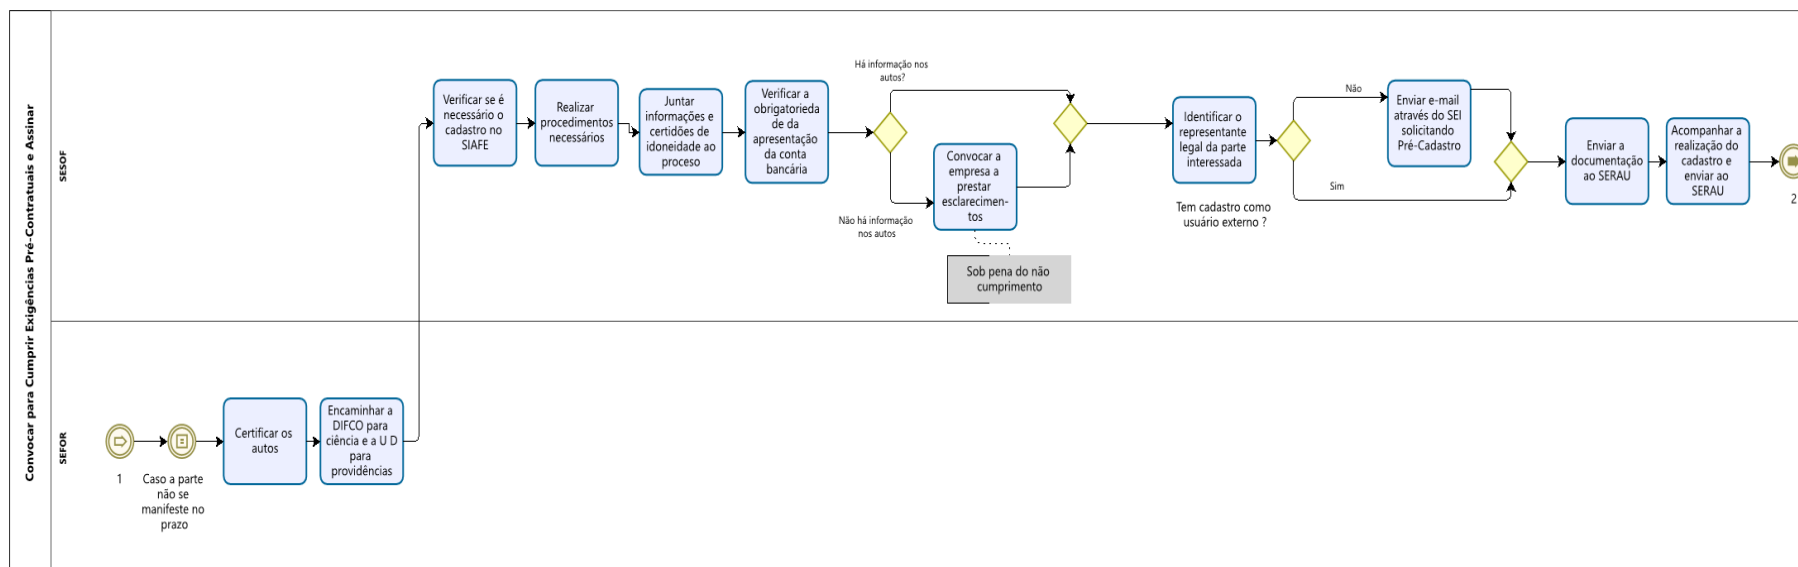 Convocar para Cumprir Exigências Pré-Contratuais e Assinar
SESOF
Verificar se é
necessário o
cadastro no
SIAFE
Realizar
procedimentos
necessários
Juntar
informações e
certidões de
idoneidade ao
proceso
Verificar a
obrigatorieda
de da
apresentação
da conta
bancária
Há informação nos
autos?
Não há informação
nos autos
Convocar a
empresa a
prestar
esclarecimen-
tos
Sob pena do não
cumprimento
Identificar o
representante
legal da parte
interessada
Tem cadastro como
usuário externo ?
Não
Sim
Enviar e-mail
através do SEI
solicitando
Pré-Cadastro
Enviar a
documentação
ao SERAU
Acompanhar a
realização do
cadastro e
enviar ao
SERAU
2
SEFOR
1
Caso a parte
não se
manifeste no
prazo
Certificar os
autos
Encaminhar a
DIFCO para
ciência e a U D
para
providências